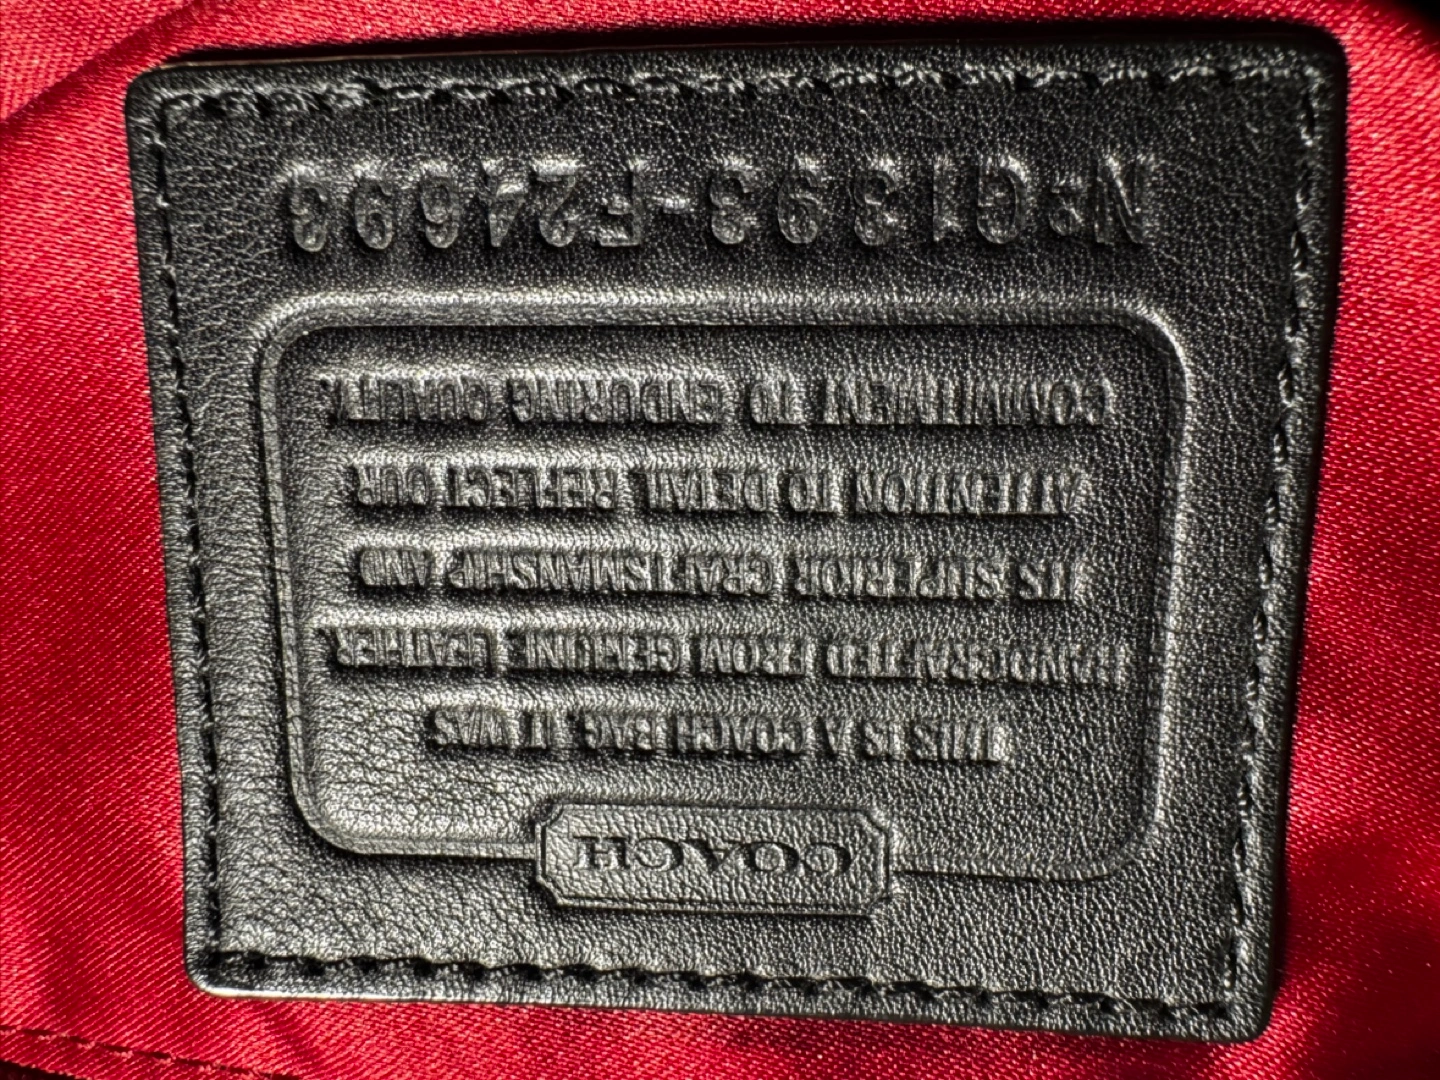 COACH
THIS IS A COACH BAG. IT WAS
HANDCRAFTED FROM GENUINE LEATHER.
ITS SUPERIOR CRAFTSMANSHIP AND
ATTENTION TO DETAIL REFLECT OUR
COMMITMENT TO ENDURING QUALITY.
Nº G1393-F24693